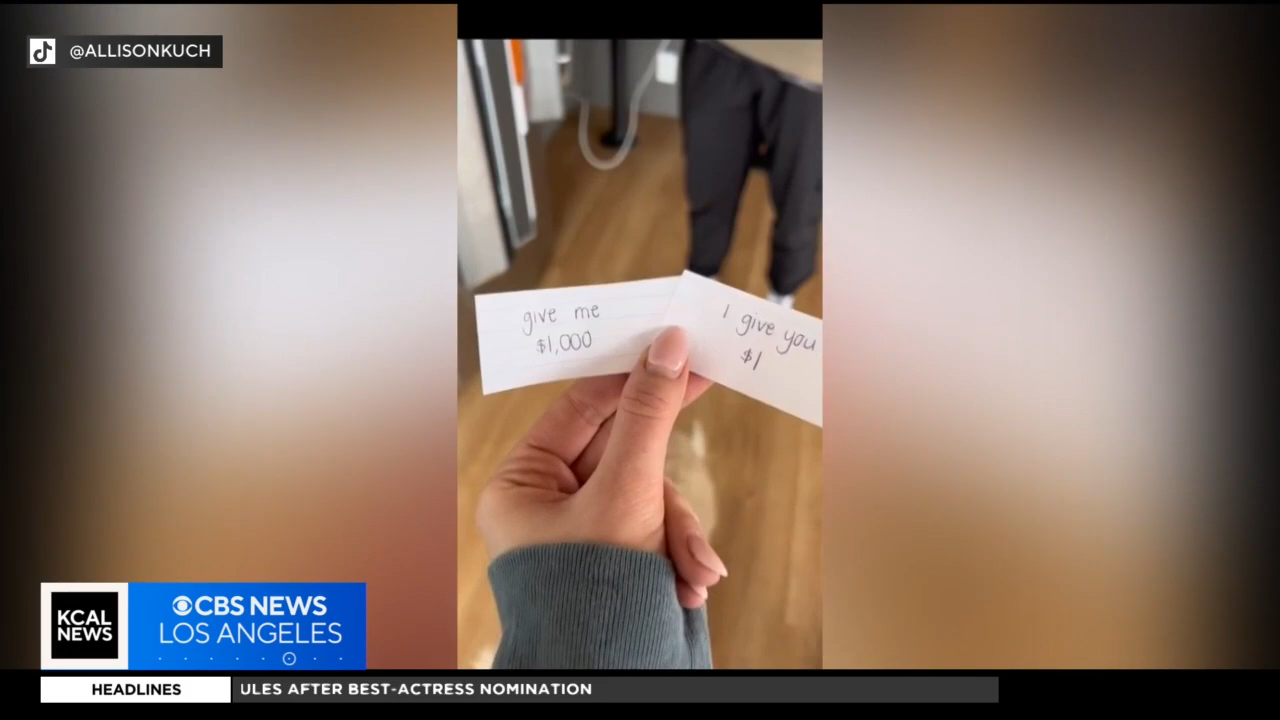 @ALLISONKUCH
give me
$1,000
I give you
$1
KCAL
NEWS
CBS NEWS
LOS ANGELES
HEADLINES
ULES AFTER BEST-ACTRESS NOMINATION